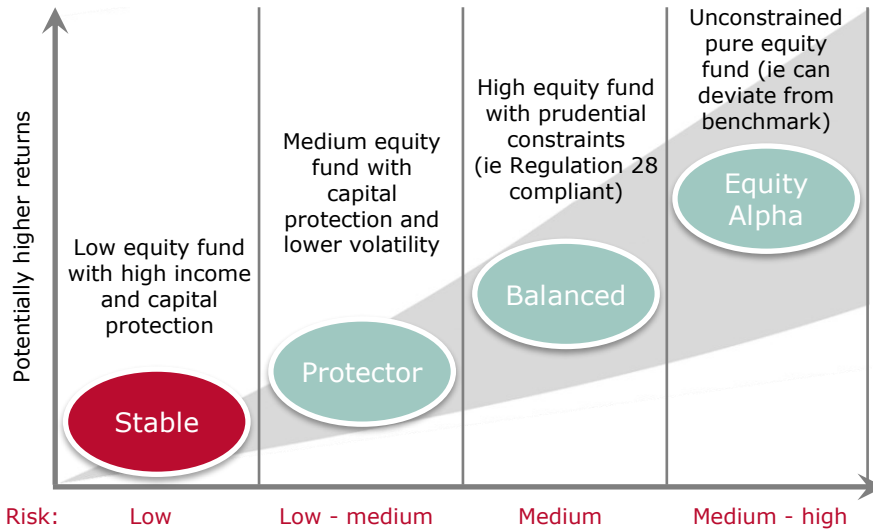 Potentially higher returns
Low equity fund
with high income
and capital
protection
Stable
Medium equity
fund with
capital
protection and
lower volatility
Protector
High equity fund
with prudential
constraints
(ie Regulation 28
compliant)
Balanced
Unconstrained
pure equity
fund (ie can
deviate from
benchmark)
Equity
Alpha
Risk: Low Low - medium Medium Medium - high